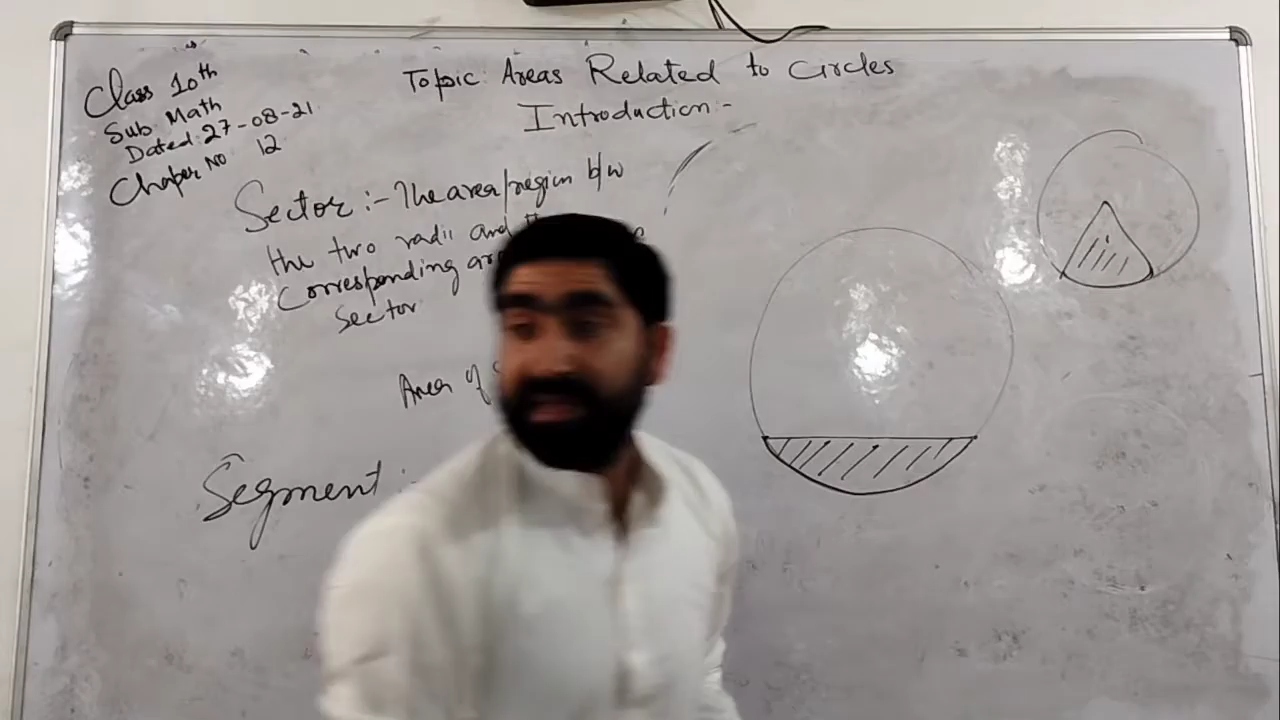 Class 10th
Sub. Math
Dated 27-08-21
Chaper No 12
Topic: Areas Related to Circles
Introduction:-
Sector:- The area/region b/w
the two radii and
Corresponding
Sector
Area of
Segment :